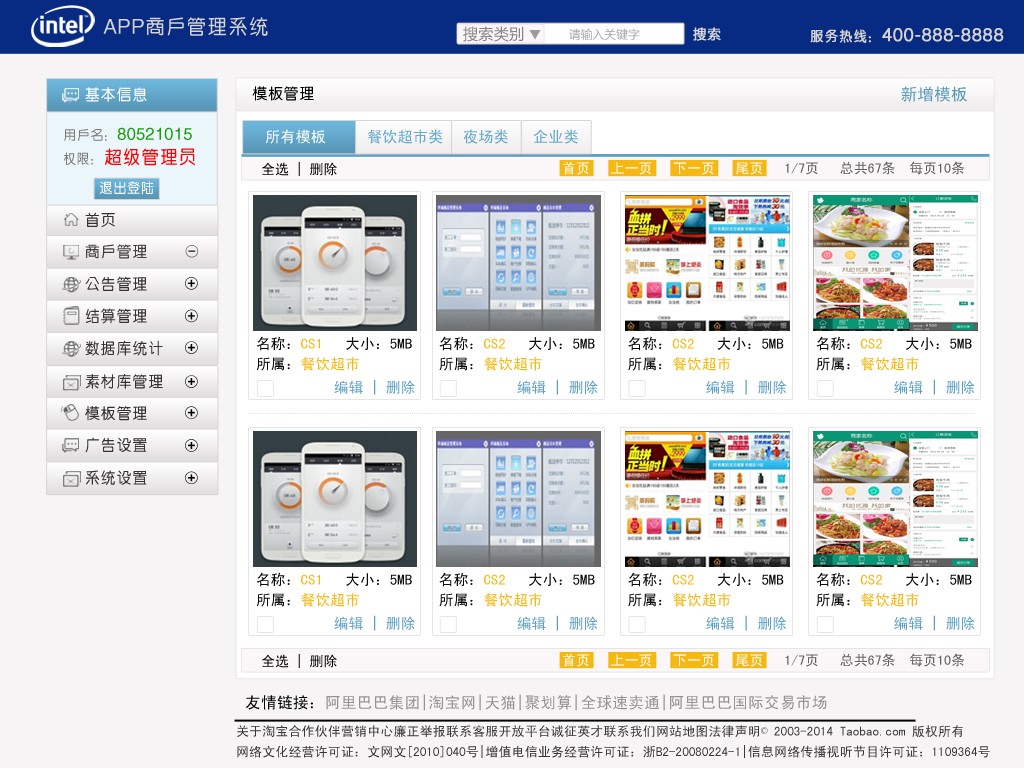 intel APP商戶管理系统
搜索类别 ▼ 请输入关键字 搜索
服务热线：400-888-8888
基本信息
用戶名：80521015
权限：超级管理员
退出登陆
首页
商戶管理
公告管理
结算管理
数据库统计
素材库管理
模板管理
广告设置
系统设置
模板管理 新增模板
所有模板 餐饮超市类 夜场类 企业类
全选 | 删除 首页 上一页 下一页 尾页 1/7页 总共67条 每页10条
血拼正当时!
名称：CS1 大小：5MB
所属：餐饮超市
编辑 | 删除
名称：CS2 大小：5MB
所属：餐饮超市
编辑 | 删除
名称：CS2 大小：5MB
所属：餐饮超市
编辑 | 删除
名称：CS2 大小：5MB
所属：餐饮超市
编辑 | 删除
血拼正当时!
名称：CS1 大小：5MB
所属：餐饮超市
编辑 | 删除
名称：CS2 大小：5MB
所属：餐饮超市
编辑 | 删除
名称：CS2 大小：5MB
所属：餐饮超市
编辑 | 删除
名称：CS2 大小：5MB
所属：餐饮超市
编辑 | 删除
全选 | 删除 首页 上一页 下一页 尾页 1/7页 总共67条 每页10条
友情链接：阿里巴巴集团|淘宝网|天猫|聚划算|全球速卖通|阿里巴巴国际交易市场
关于淘宝合作伙伴营销中心廉正举报联系客服开放平台诚征英才联系我们网站地图法律声明© 2003-2014 Taobao.com 版权所有
网络文化经营许可证：文网文[2010]040号|增值电信业务经营许可证：浙B2-20080224-1|信息网络传播视听节目许可证：1109364号